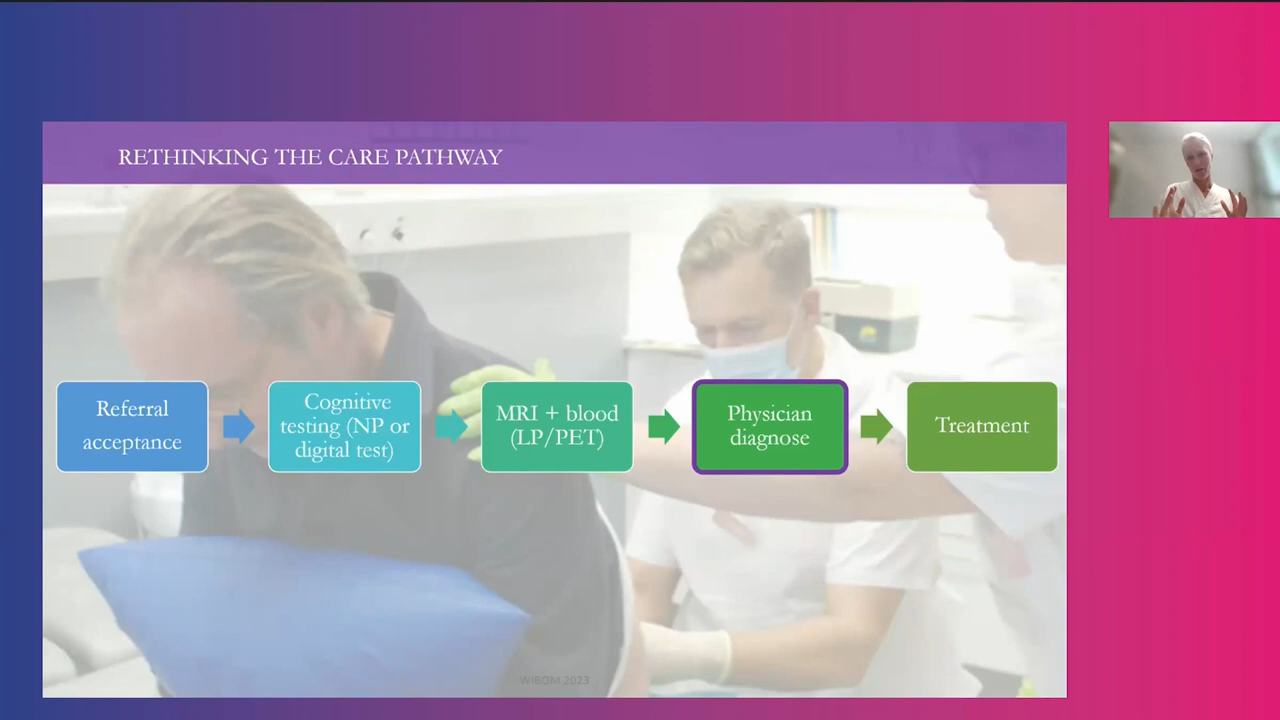 RETHINKING THE CARE PATHWAY
Referral
acceptance
Cognitive
testing (NP or
digital test)
MRI + blood
(LP/PET)
Physician
diagnose
Treatment
WIBOM 2023